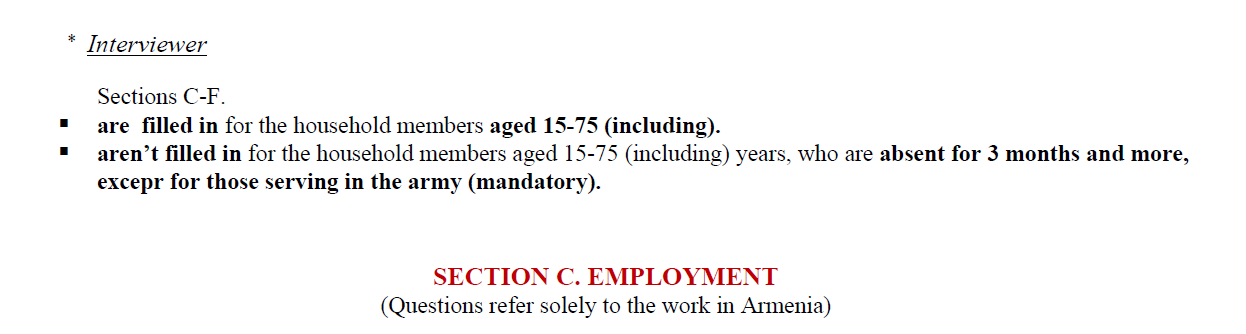 * Interviewer
Sections C-F.
▪ are filled in for the household members aged 15-75 (including).
▪ aren’t filled in for the household members aged 15-75 (including) years, who are absent for 3 months and more,
excepr for those serving in the army (mandatory).
SECTION C. EMPLOYMENT
(Questions refer solely to the work in Armenia)